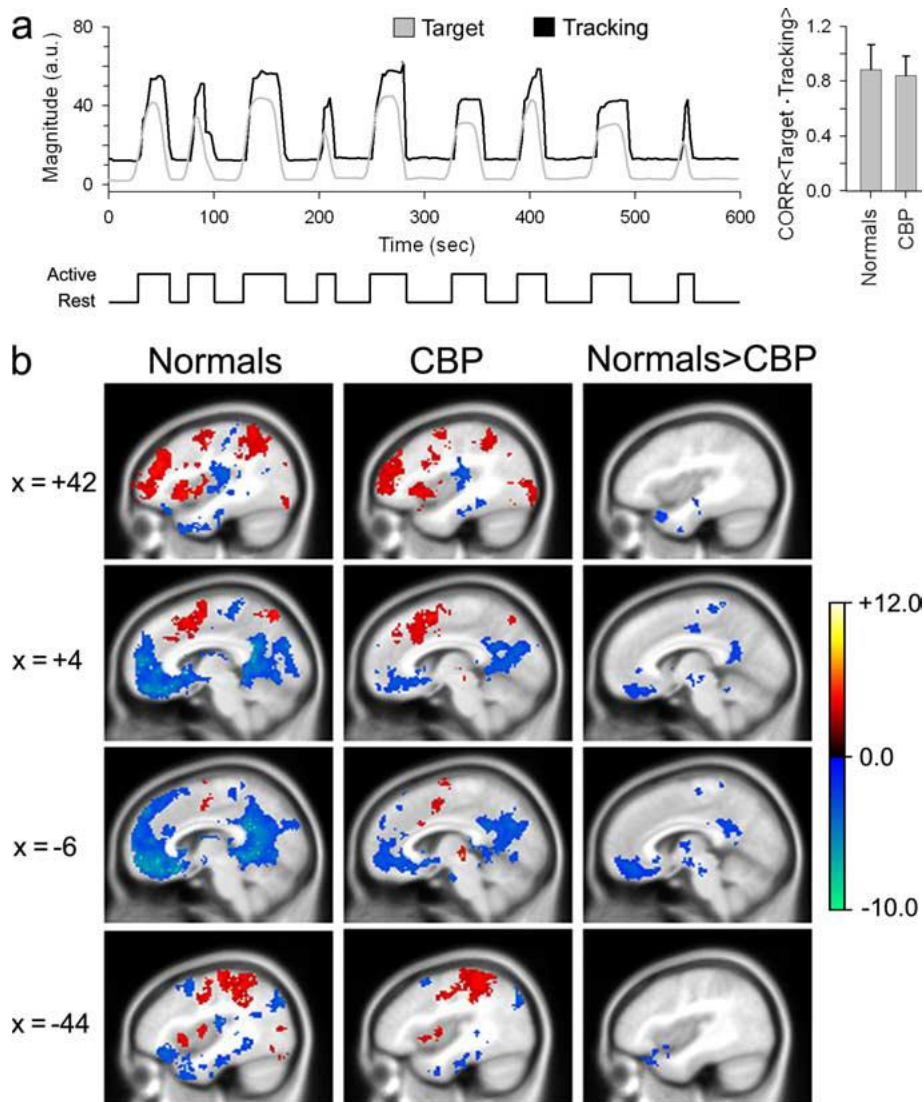 a
80
40
0
Magnitude (a.u.)
Target
Tracking
0
100
200
300
400
500
600
Time (sec)
Active
Rest
1.2
0.8
0.4
0.0
CORR<Target · Tracking>
Normals
CBP
b
Normals
CBP
Normals>CBP
x = +42
x = +4
x = -6
x = -44
+12.0
0.0
-10.0